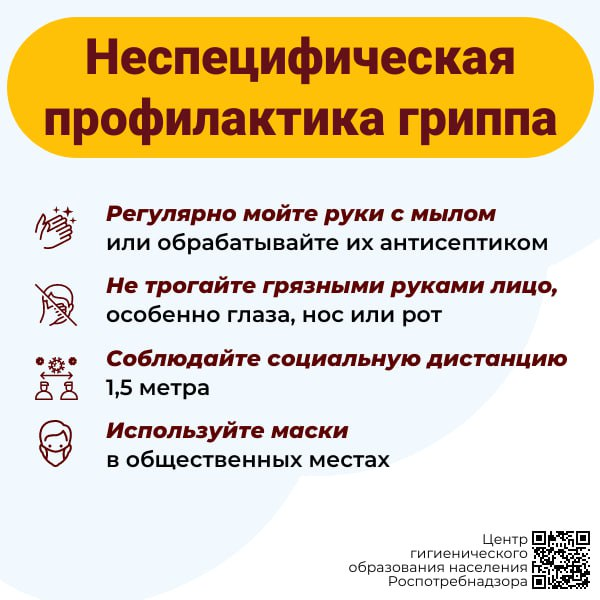 Неспецифическая
профилактика гриппа
Регулярно мойте руки с мылом
или обрабатывайте их антисептиком
Не трогайте грязными руками лицо,
особенно глаза, нос или рот
Соблюдайте социальную дистанцию
1,5 метра
Используйте маски
в общественных местах
Центр
гигиенического
образования населения
Роспотребнадзора